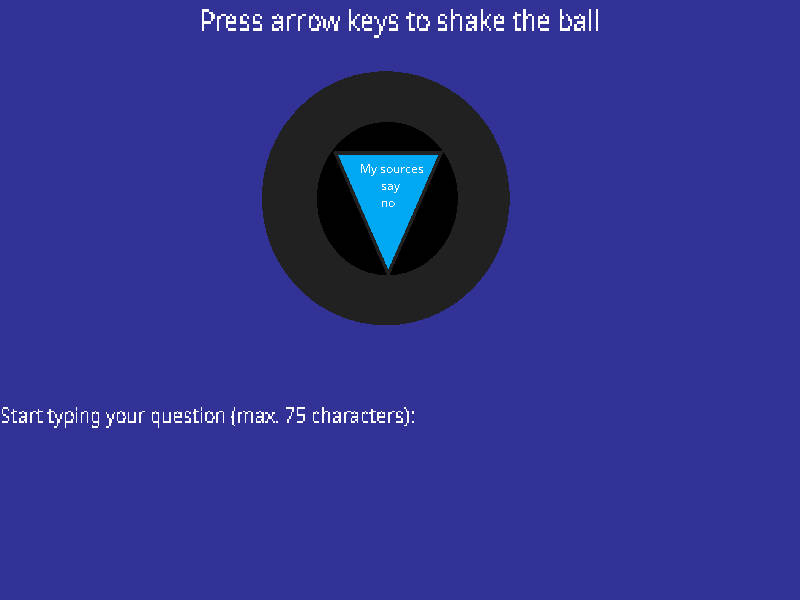 Press arrow keys to shake the ball
My sources
say
no
Start typing your question (max. 75 characters):